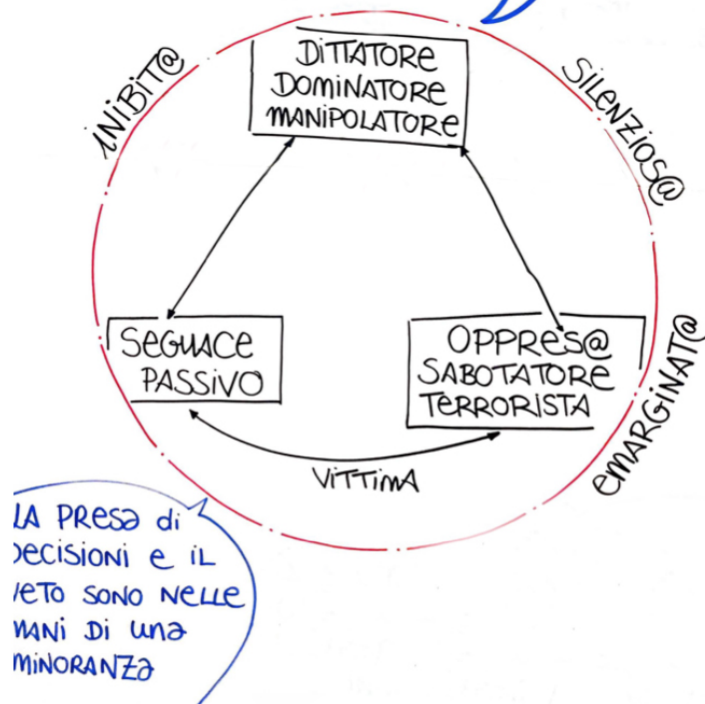 INIBIT@
DITTATORE
DOMINATORE
MANIPOLATORE
SILENZIOS@
SEGUACE
PASSIVO
OPPRES@
SABOTATORE
TERRORISTA
EMARGINAT@
VITTIMA
LA PRESA di
DECISIONI e iL
VETO SONO NELLE
MANI Di una
MINORANZA